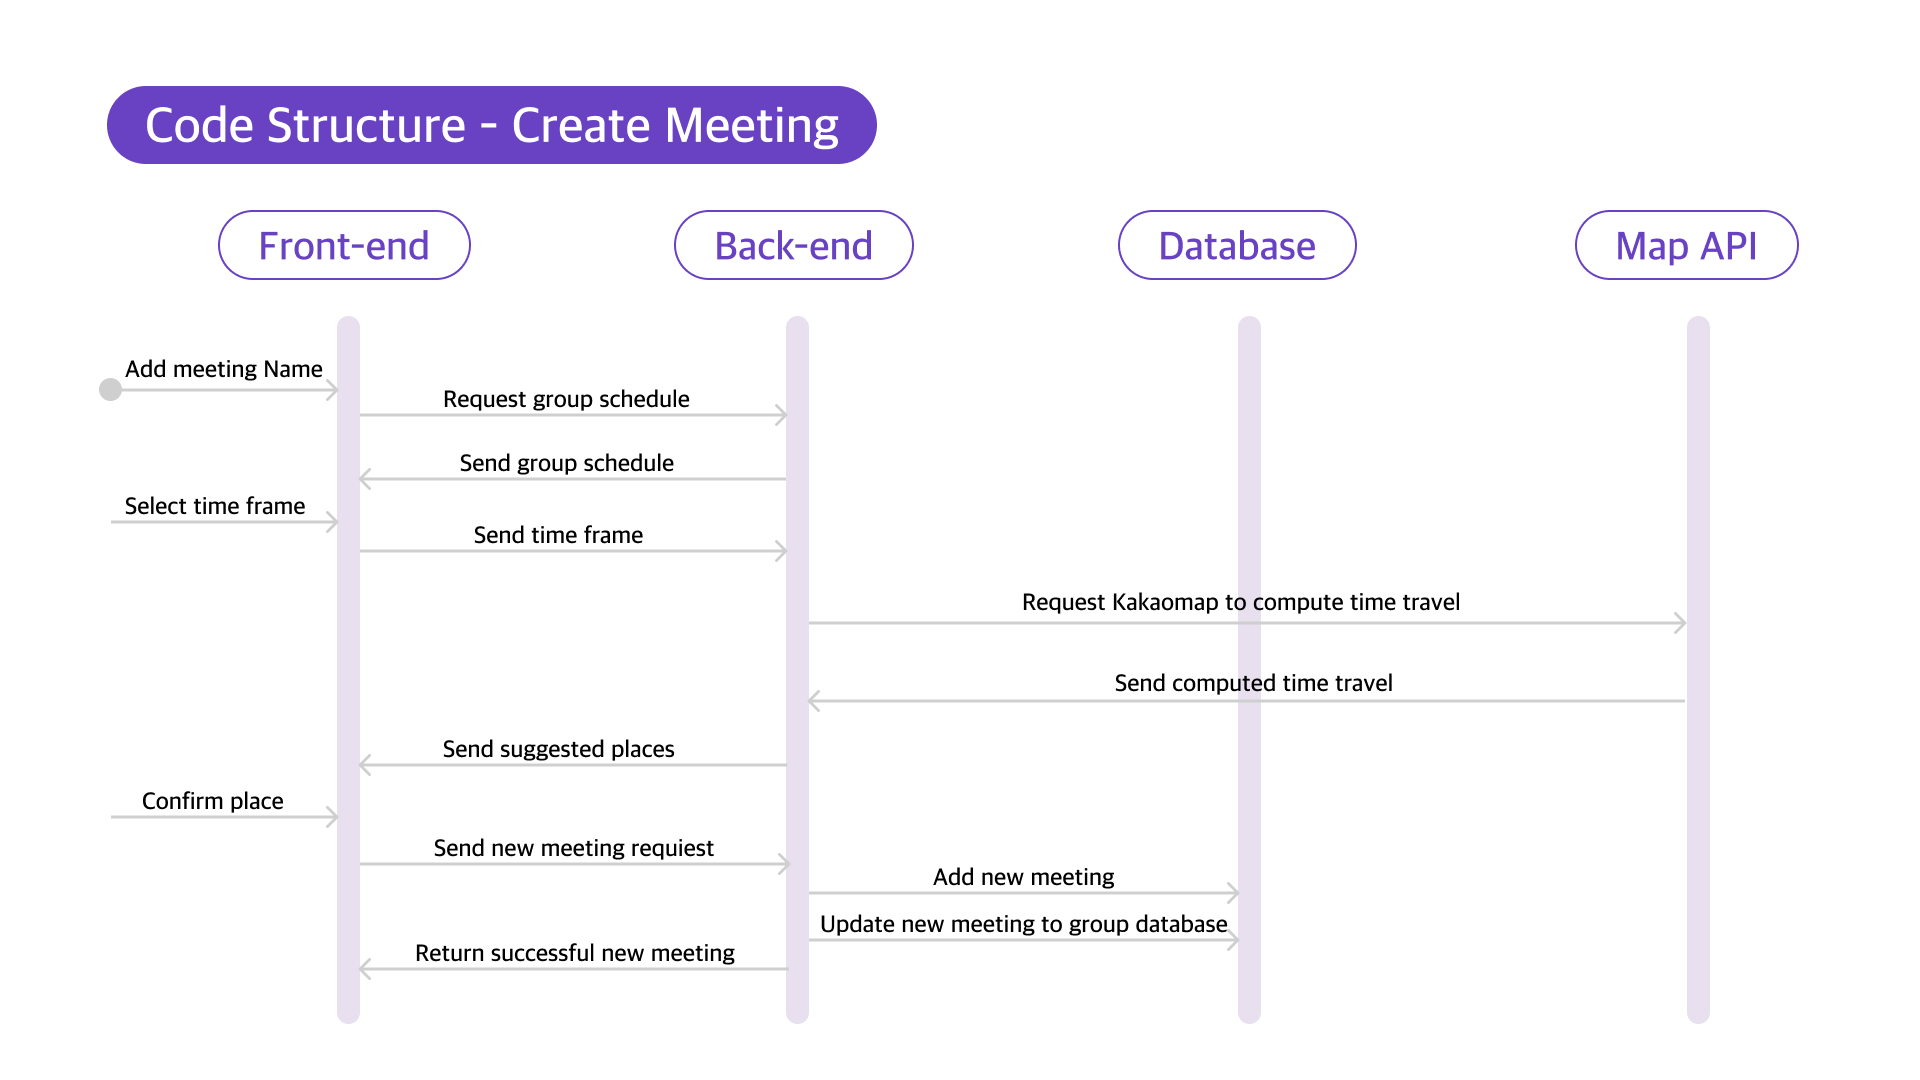 Code Structure - Create Meeting
Front-end
Back-end
Database
Map API
Add meeting Name
Request group schedule
Send group schedule
Select time frame
Send time frame
Request Kakaomap to compute time travel
Send computed time travel
Send suggested places
Confirm place
Send new meeting requiest
Add new meeting
Update new meeting to group database
Return successful new meeting